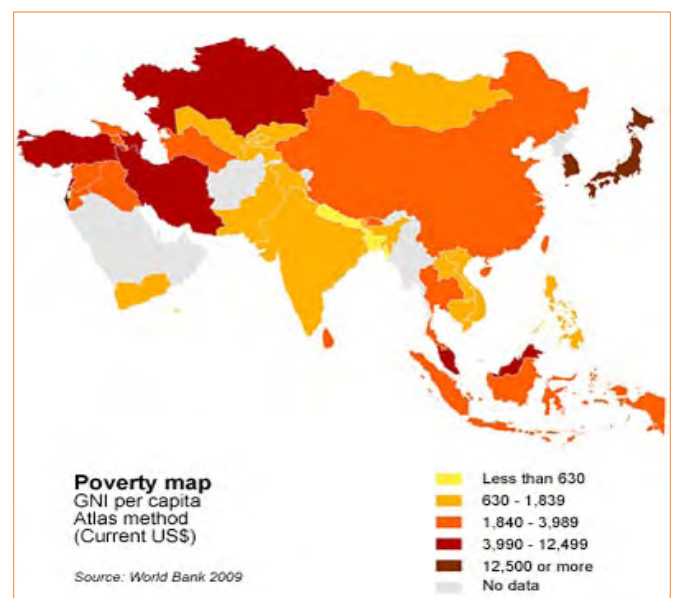 Poverty map
GNI per capita
Atlas method
(Current US$)
Source: World Bank 2009
Less than 630
630 - 1,839
1,840 - 3,989
3,990 - 12,499
12,500 or more
No data